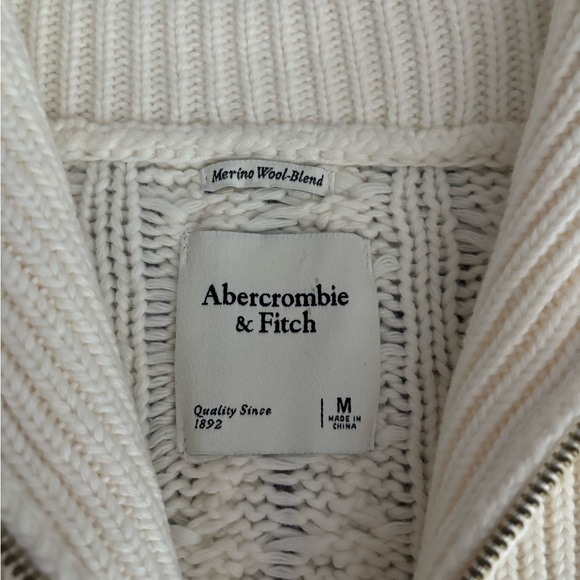 Merino Wool-Blend
Abercrombie
& Fitch
Quality Since
1892
M
MADE IN
CHINA